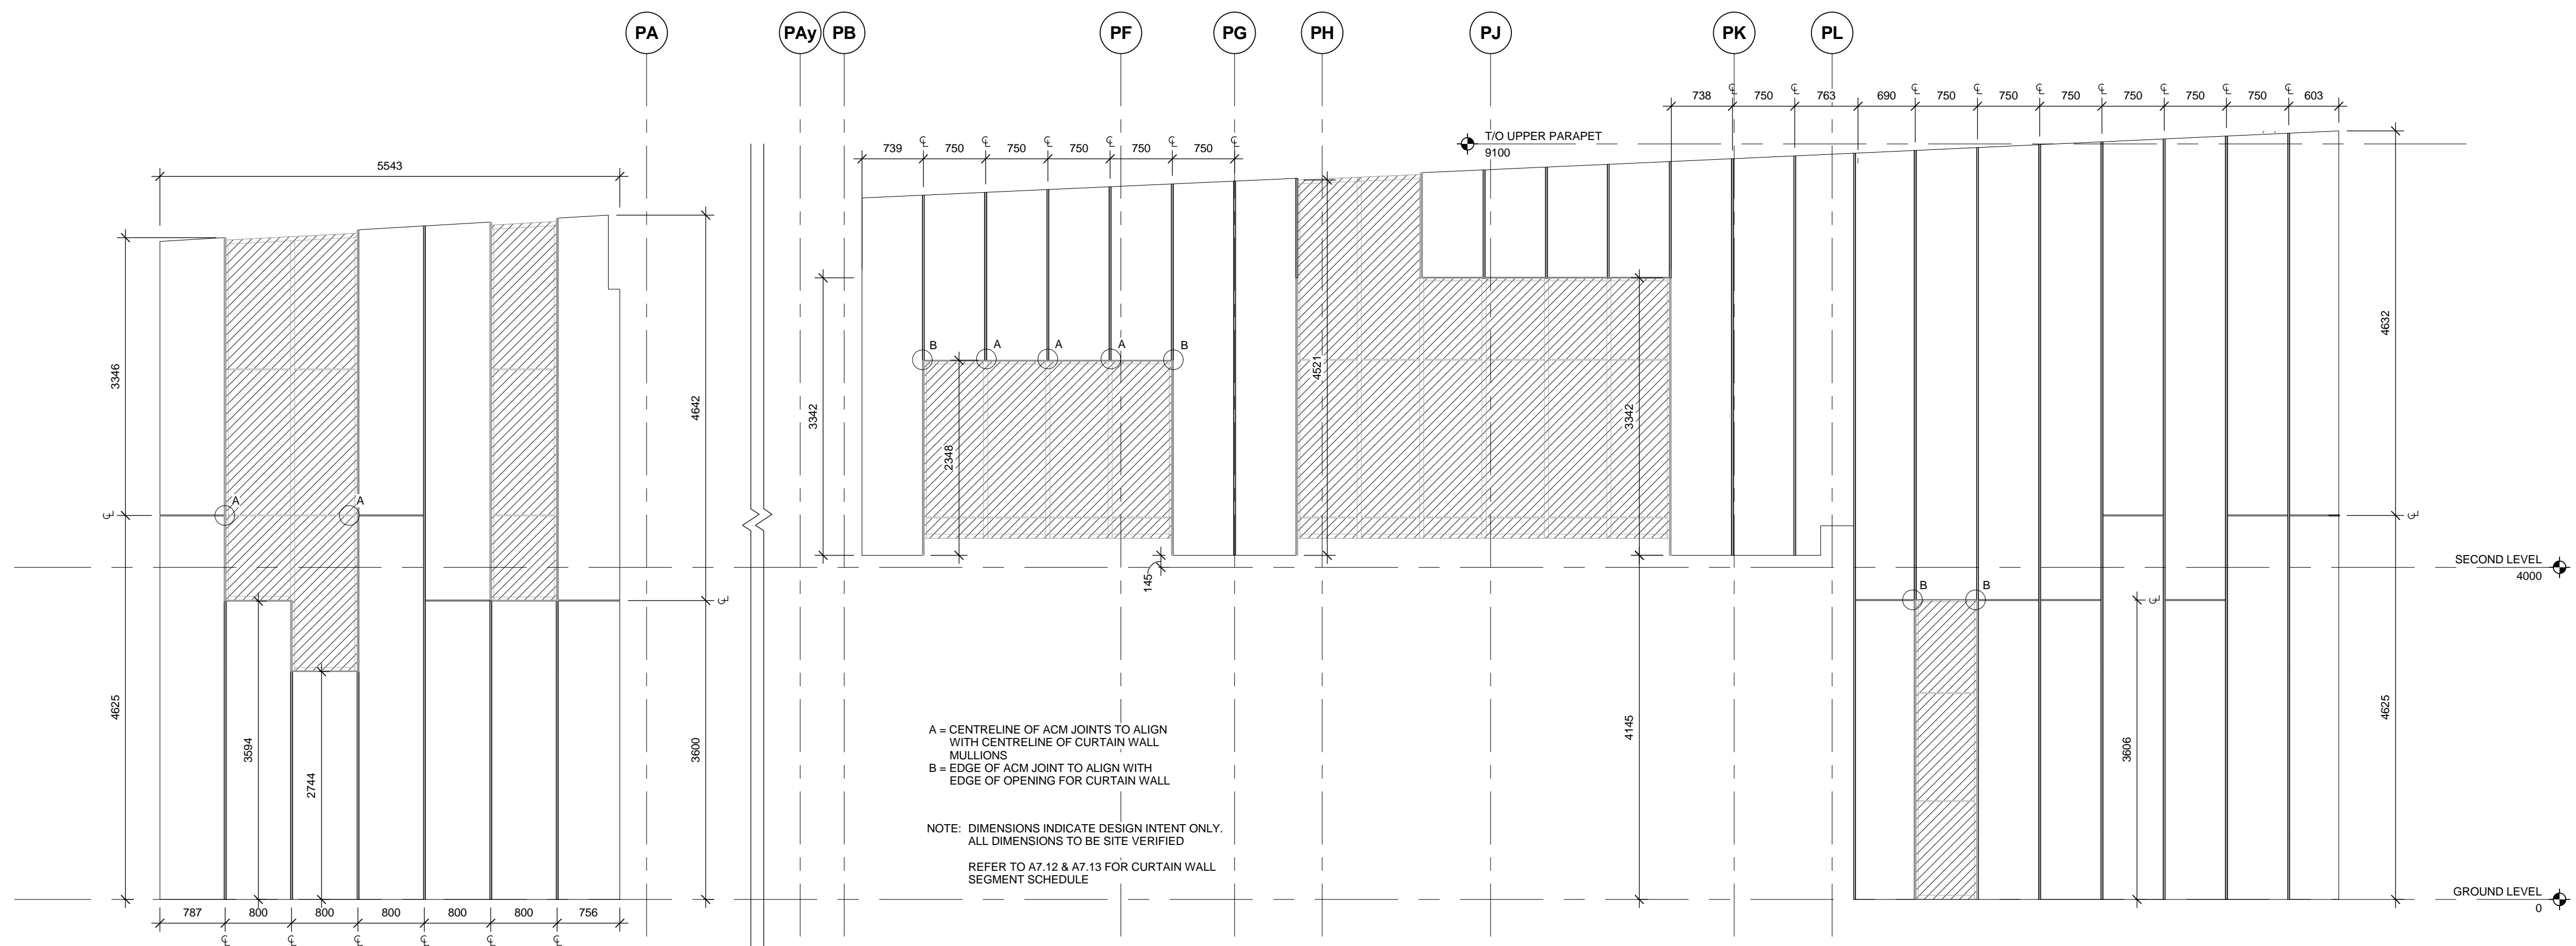 PA
PAy
PB
PF
PG
PH
PJ
PK
PL
738
750
763
690
750
750
750
750
750
750
603
T/O UPPER PARAPET
9100
739
750
750
750
750
750
5543
3346
4642
3342
4521
3342
4632
B
A
A
A
B
2348
A
A
145
SECOND LEVEL
4000
B
B
4625
3594
2744
3600
4145
3606
4625
A = CENTRELINE OF ACM JOINTS TO ALIGN
WITH CENTRELINE OF CURTAIN WALL
MULLIONS
B = EDGE OF ACM JOINT TO ALIGN WITH
EDGE OF OPENING FOR CURTAIN WALL
NOTE: DIMENSIONS INDICATE DESIGN INTENT ONLY.
ALL DIMENSIONS TO BE SITE VERIFIED
REFER TO A7.12 & A7.13 FOR CURTAIN WALL
SEGMENT SCHEDULE
GROUND LEVEL
0
787
800
800
800
800
800
756